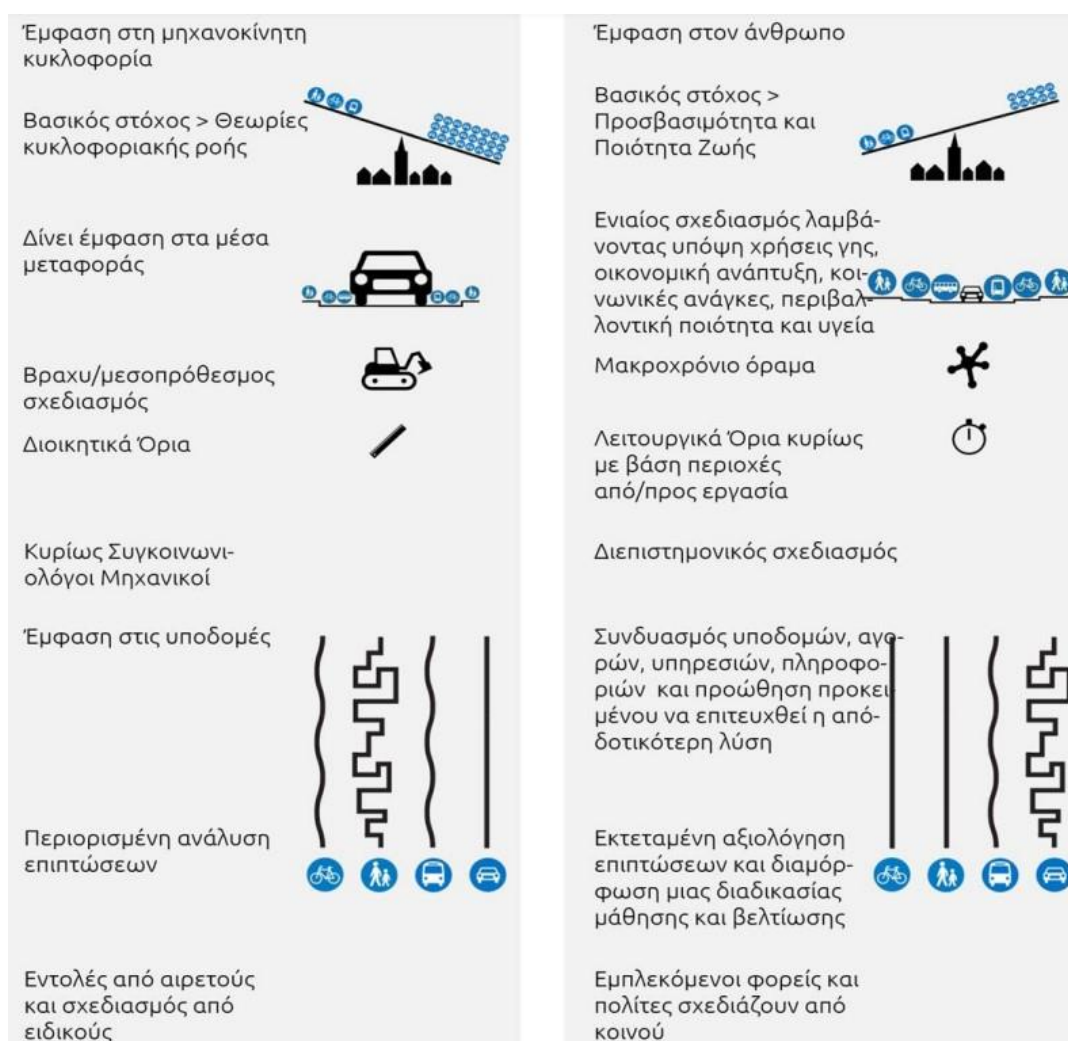 Έμφαση στη μηχανοκίνητη
κυκλοφορία
Βασικός στόχος > Θεωρίες
κυκλοφοριακής ροής
Δίνει έμφαση στα μέσα
μεταφοράς
Βραχυ/μεσοπρόθεσμος
σχεδιασμός
Διοικητικά Όρια
Κυρίως Συγκοινωνι-
ολόγοι Μηχανικοί
Έμφαση στις υποδομές
Περιορισμένη ανάλυση
επιπτώσεων
Εντολές από αιρετούς
και σχεδιασμός από
ειδικούς
Έμφαση στον άνθρωπο
Βασικός στόχος >
Προσβασιμότητα και
Ποιότητα Ζωής
Ενιαίος σχεδιασμός λαμβά-
νοντας υπόψη χρήσεις γης,
οικονομική ανάπτυξη, κοι-
νωνικές ανάγκες, περιβαλ-
λοντική ποιότητα και υγεία
Μακροχρόνιο όραμα
Λειτουργικά Όρια κυρίως
με βάση περιοχές
από/προς εργασία
Διεπιστημονικός σχεδιασμός
Συνδυασμός υποδομών, αγο-
ρών, υπηρεσιών, πληροφο-
ριών και προώθηση προκει-
μένου να επιτευχθεί η απο-
δοτικότερη λύση
Εκτεταμένη αξιολόγηση
επιπτώσεων και διαμόρ-
φωση μιας διαδικασίας
μάθησης και βελτίωσης
Εμπλεκόμενοι φορείς και
πολίτες σχεδιάζουν από
κοινού